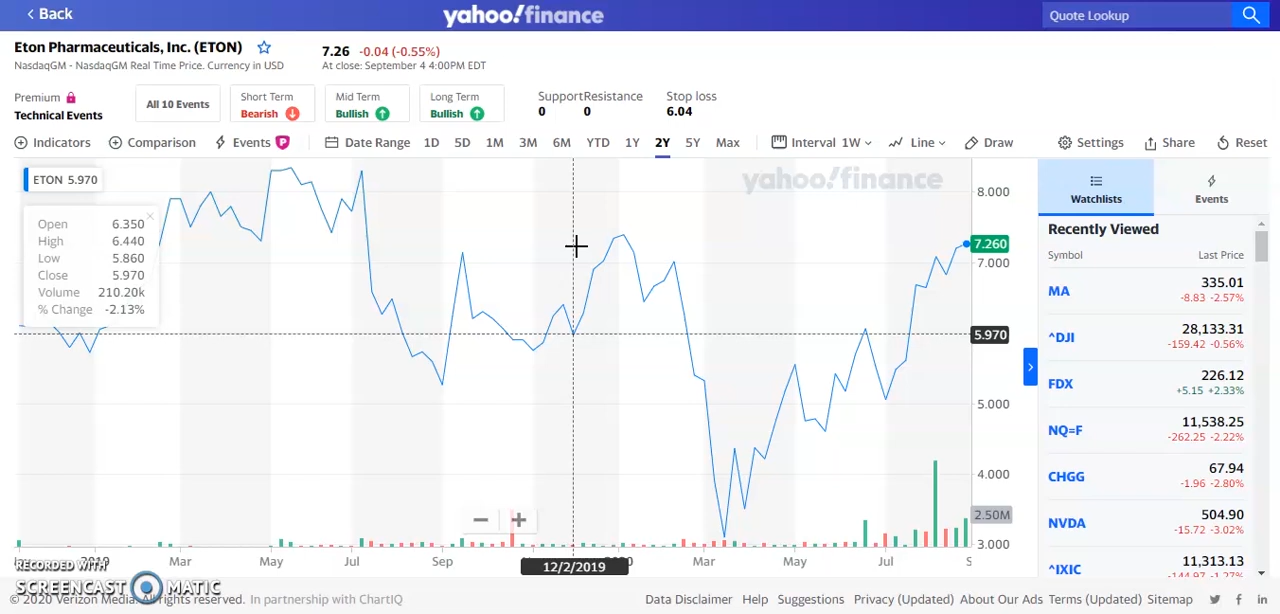 Back
yahoo!finance
Quote Lookup
Eton Pharmaceuticals, Inc. (ETON)
7.26 -0.04 (-0.55%)
NasdaqGM - NasdaqGM Real Time Price. Currency in USD
At close: September 4 4:00PM EDT
Premium
Technical Events
All 10 Events
Short Term
Bearish
Mid Term
Bullish
Long Term
Bullish
SupportResistance
0 0
Stop loss
6.04
Indicators Comparison Events P Date Range 1D 5D 1M 3M 6M YTD 1Y 2Y 5Y Max Interval 1W Line Draw Settings Share Reset
ETON 5.970
yahoo!finance
Open 6.350
High 6.440
Low 5.860
Close 5.970
Volume 210.20k
% Change -2.13%
8.000
7.260
7.000
5.970
5.000
4.000
2.50M
3.000
2019 Mar May Jul Sep 12/2/2019 Mar May Jul S
Watchlists
Events
Recently Viewed
Symbol Last Price
MA 335.01
-8.83 -2.57%
^DJI 28,133.31
-159.42 -0.56%
FDX 226.12
+5.15 +2.33%
NQ=F 11,538.25
-262.25 -2.22%
CHGG 67.94
-1.96 -2.80%
NVDA 504.90
-15.72 -3.02%
^IXIC 11,313.13
-144.97 -1.27%
RECORDED WITH
SCREENCAST MATIC
© 2020 Verizon Media. All rights reserved. In partnership with ChartIQ
Data Disclaimer Help Suggestions Privacy (Updated) About Our Ads Terms (Updated) Sitemap